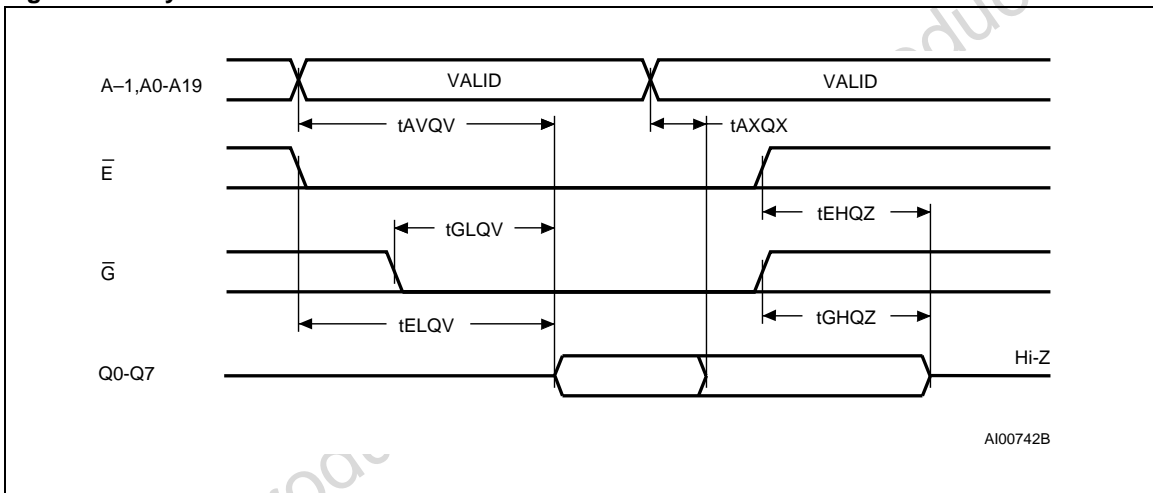 A–1,A0-A19
VALID
VALID
tAVQV
tAXQX
E
tEHQZ
tGLQV
G
tGHQZ
tELQV
Hi-Z
Q0-Q7
AI00742B